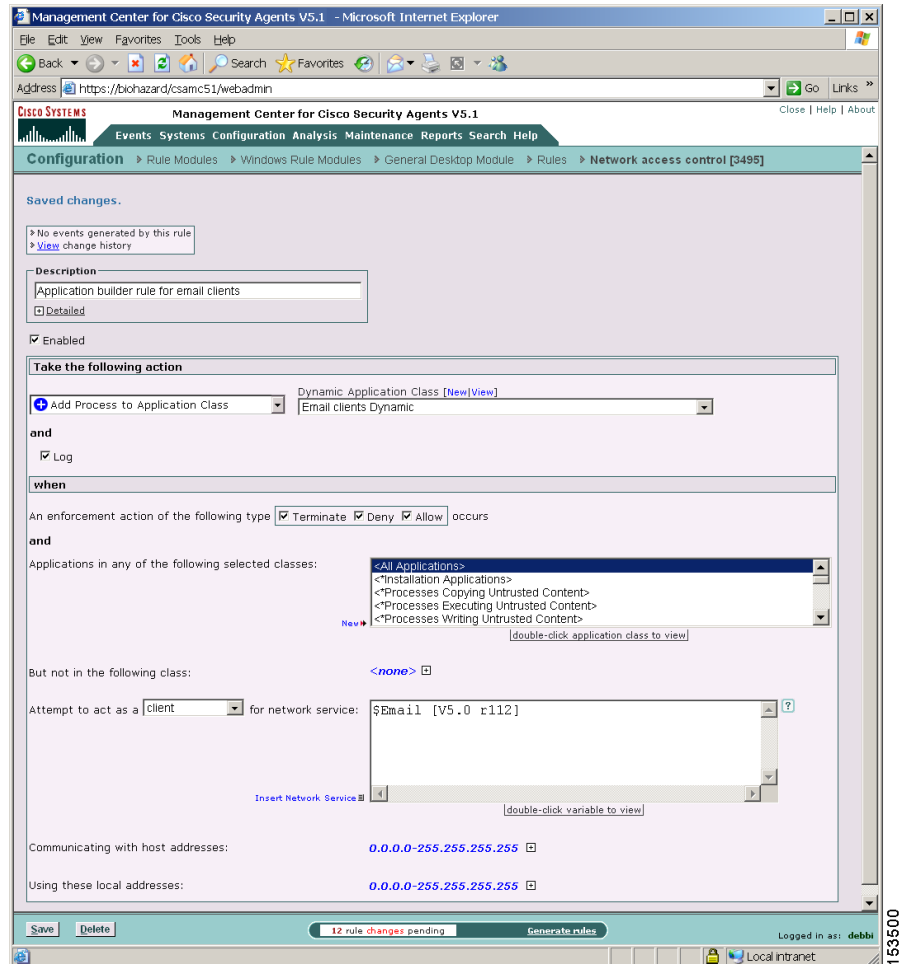 Management Center for Cisco Security Agents V5.1 - Microsoft Internet Explorer
File Edit View Favorites Tools Help
Back Search Favorites
Address https://biohazard/csamc51/webadmin Go Links »
CISCO SYSTEMS
Management Center for Cisco Security Agents V5.1
Close | Help | About
Events Systems Configuration Analysis Maintenance Reports Search Help
Configuration Rule Modules Windows Rule Modules General Desktop Module Rules Network access control [3495]
Saved changes.
No events generated by this rule
View change history
Description
Application builder rule for email clients
Detailed
Enabled
Take the following action
Dynamic Application Class [New|View]
Add Process to Application Class Email clients Dynamic
and
Log
when
An enforcement action of the following type Terminate Deny Allow occurs
and
Applications in any of the following selected classes:
<All Applications>
<*Installation Applications>
<*Processes Copying Untrusted Content>
<*Processes Executing Untrusted Content>
<*Processes Writing Untrusted Content>
New
double-click application class to view
But not in the following class: <none>
Attempt to act as a client for network service: $Email [V5.0 r112] ?
Insert Network Service
double-click variable to view
Communicating with host addresses: 0.0.0.0-255.255.255.255
Using these local addresses: 0.0.0.0-255.255.255.255
Save Delete 12 rule changes pending Generate rules Logged in as: debbi
Local intranet
153500